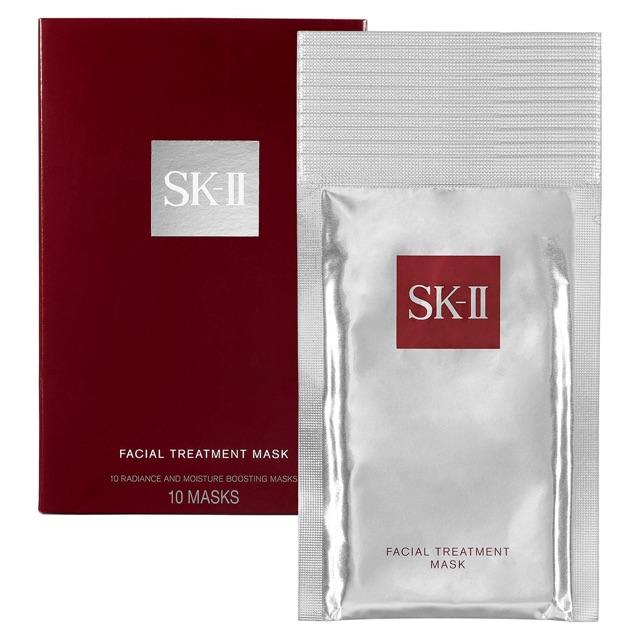 SK-II
FACIAL TREATMENT MASK
10 RADIANCE AND MOISTURE BOOSTING MASKS
10 MASKS
SK-II
FACIAL TREATMENT
MASK